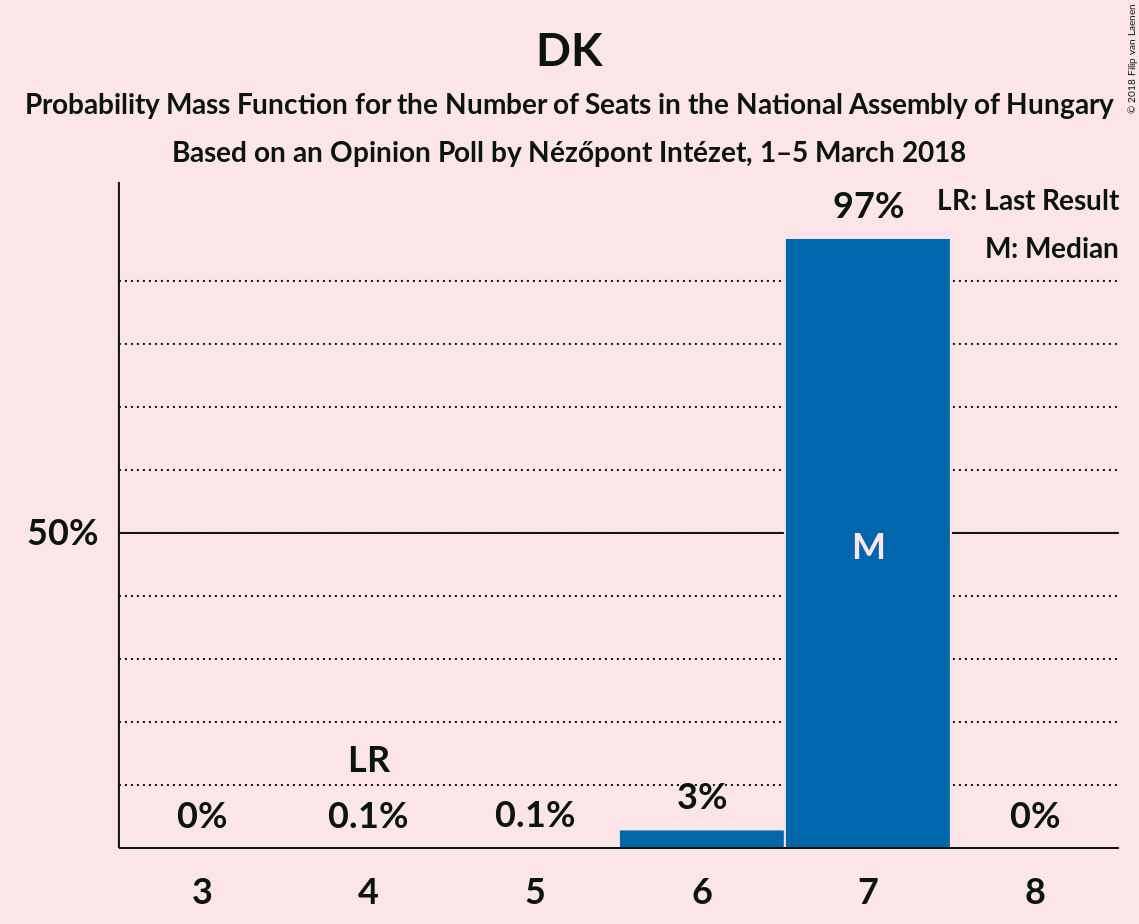 DK
Probability Mass Function for the Number of Seats in the National Assembly of Hungary
Based on an Opinion Poll by Nézőpont Intézet, 1–5 March 2018
© 2018 Filip van Laenen
LR: Last Result
M: Median
97%
50%
M
LR
0%
0.1%
0.1%
3%
0%
3
4
5
6
7
8